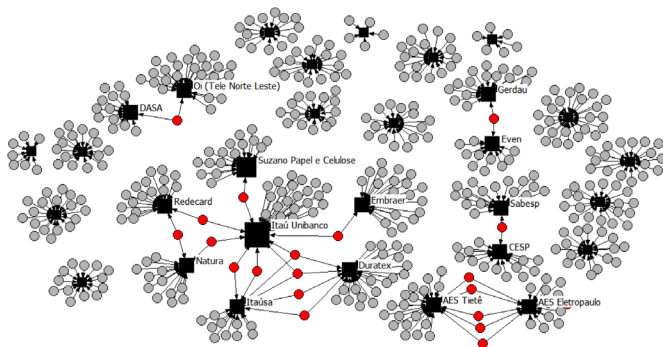 Oi (Tele Norte Leste)
DASA
Gerdau
Even
Suzano Papel e Celulose
Redecard
Itaú Unibanco
Embraer
Sabesp
Natura
Duratex
CESP
Itaúsa
AES Tietê
AES Eletropaulo